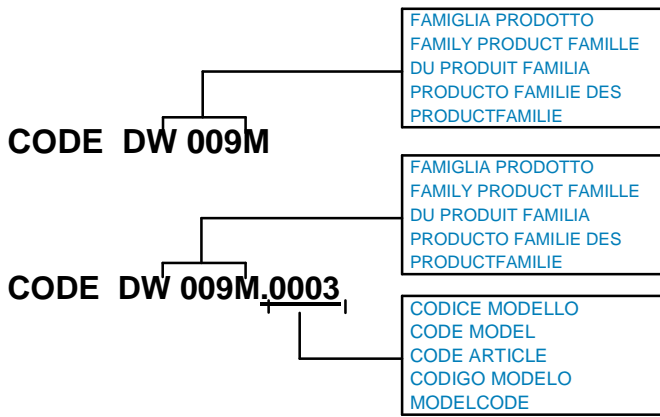 FAMIGLIA PRODOTTO
FAMILY PRODUCT FAMILLE
DU PRODUIT FAMILIA
PRODUCTO FAMILIE DES
PRODUCTFAMILIE
CODE DW 009M
FAMIGLIA PRODOTTO
FAMILY PRODUCT FAMILLE
DU PRODUIT FAMILIA
PRODUCTO FAMILIE DES
PRODUCTFAMILIE
CODE DW 009M.0003
CODICE MODELLO
CODE MODEL
CODE ARTICLE
CODIGO MODELO
MODELCODE